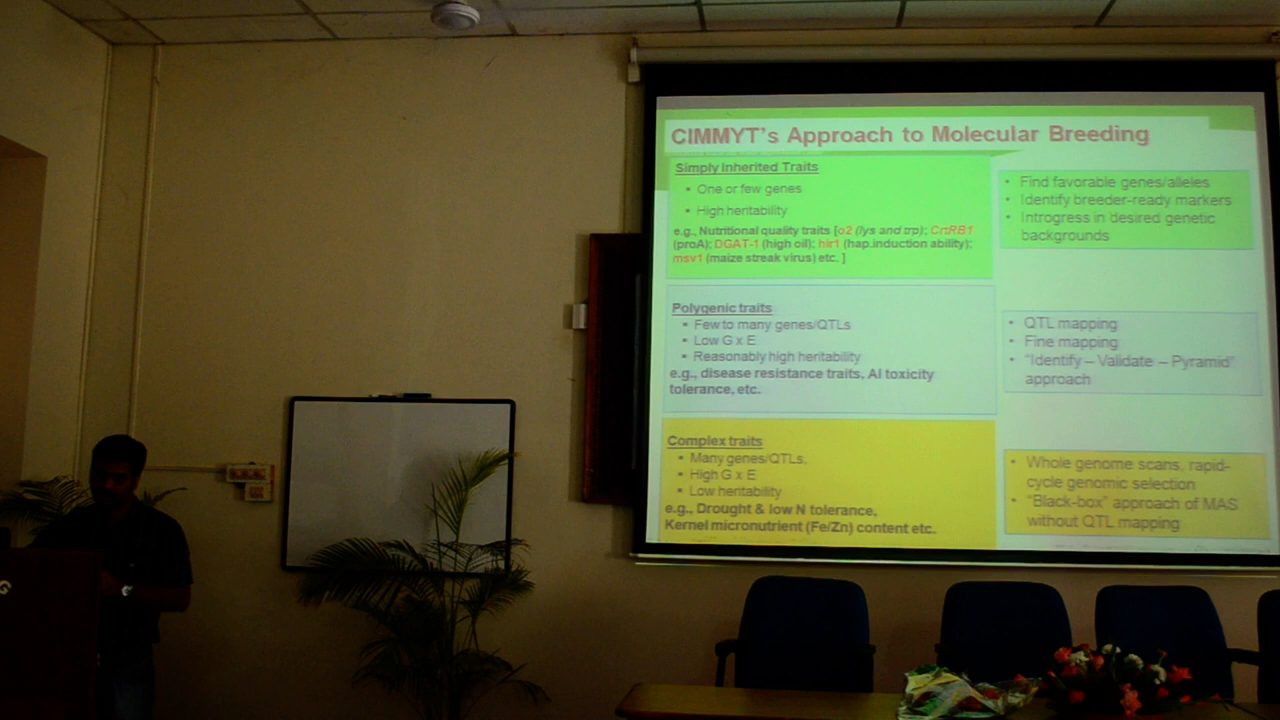 CIMMYT's Approach to Molecular Breeding
Simply Inherited Traits
▪ One or few genes
▪ High heritability
e.g., Nutritional quality traits [o2 (lys and trp); CrtRB1
(proA); DGAT-1 (high oil); hir1 (hap.induction ability);
msv1 (maize streak virus) etc. ]
• Find favorable genes/alleles
• Identify breeder-ready markers
• Introgress in desired genetic
backgrounds
Polygenic traits
▪ Few to many genes/QTLs
▪ Low G x E
▪ Reasonably high heritability
e.g., disease resistance traits, Al toxicity
tolerance, etc.
• QTL mapping
• Fine mapping
• "Identify – Validate – Pyramid"
approach
Complex traits
▪ Many genes/QTLs,
▪ High G x E
▪ Low heritability
e.g., Drought & low N tolerance,
Kernel micronutrient (Fe/Zn) content etc.
• Whole genome scans, rapid-
cycle genomic selection
• "Black-box" approach of MAS
without QTL mapping
G